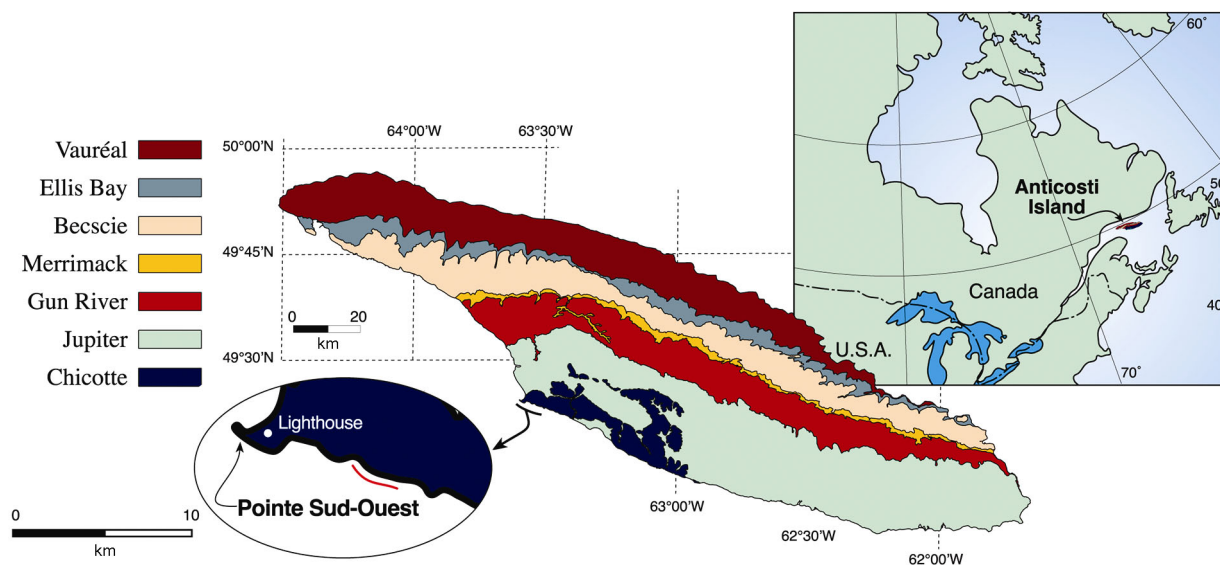 Vauréal
Ellis Bay
Becscie
Merrimack
Gun River
Jupiter
Chicotte
64°00'W
63°30'W
50°00'N
49°45'N
49°30'N
0 20
km
Lighthouse
Pointe Sud-Ouest
0 10
km
63°00'W
62°30'W
62°00'W
60°
Anticosti
Island
Canada
U.S.A.
70°